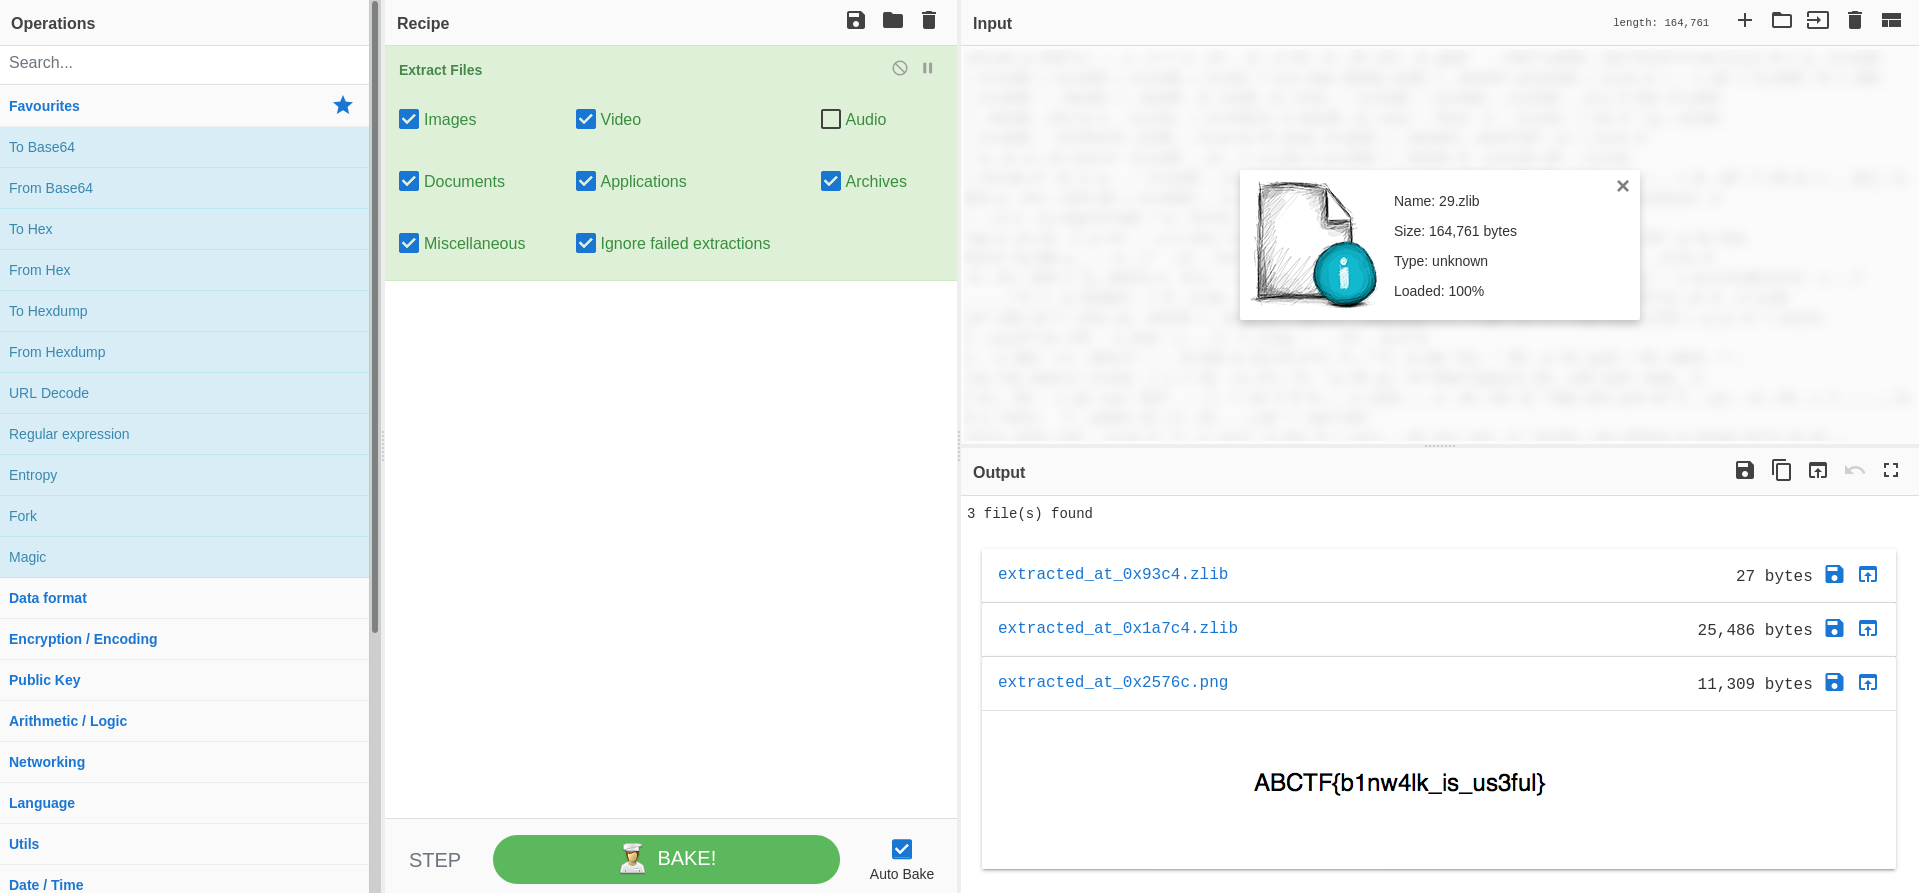 Operations
Search...
Favourites
To Base64
From Base64
To Hex
From Hex
To Hexdump
From Hexdump
URL Decode
Regular expression
Entropy
Fork
Magic
Data format
Encryption / Encoding
Public Key
Arithmetic / Logic
Networking
Language
Utils
Date / Time
Recipe
Extract Files
Images
Video
Audio
Documents
Applications
Archives
Miscellaneous
Ignore failed extractions
STEP
BAKE!
Auto Bake
Input
length: 164,761
Name: 29.zlib
Size: 164,761 bytes
Type: unknown
Loaded: 100%
Output
3 file(s) found
extracted_at_0x93c4.zlib 27 bytes
extracted_at_0x1a7c4.zlib 25,486 bytes
extracted_at_0x2576c.png 11,309 bytes
ABCTF{b1nw4lk_is_us3ful}